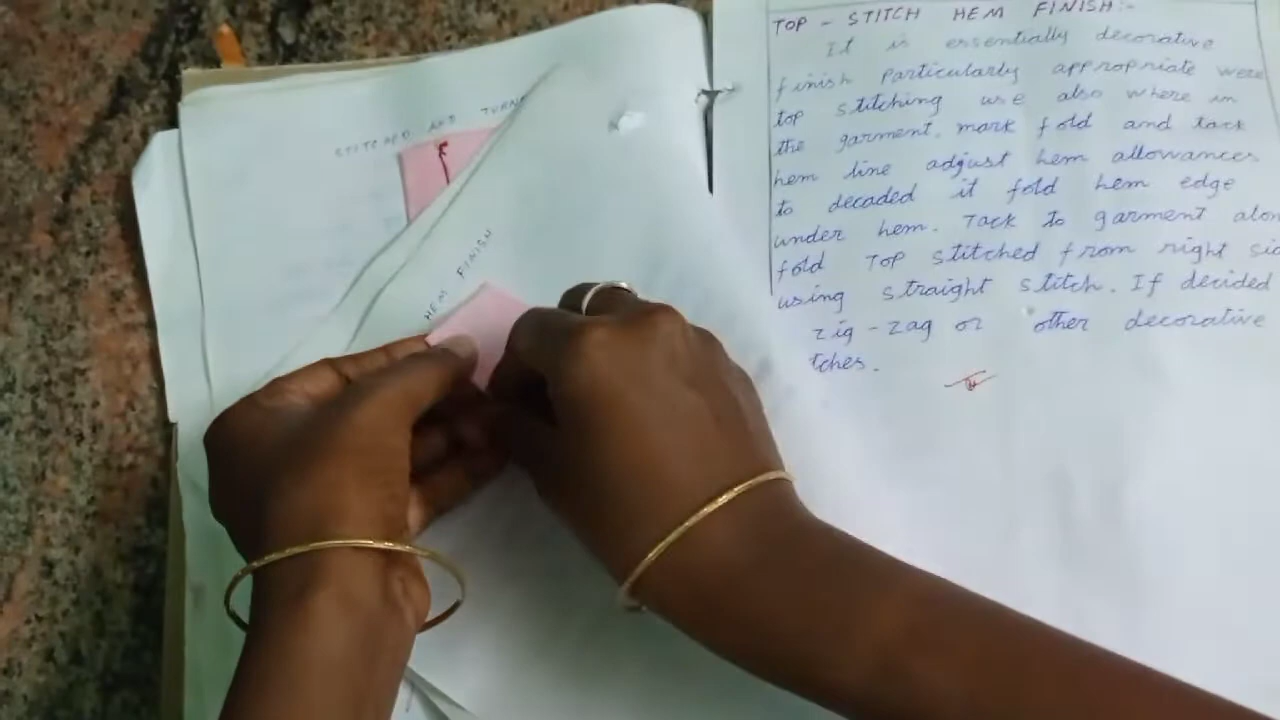 STITCHED AND TURN
HEM FINISH
TOP - STITCH HEM FINISH :-
It is essentially decorative
finish particularly appropriate were
top stitching use also where in
the garment. mark fold and tack
hem line adjust hem allowances
to decaded it fold hem edge
under hem. Tack to garment alon
fold TOP stitched from right sid
using straight stitch. If decided
zig-zag or other decorative
tches.